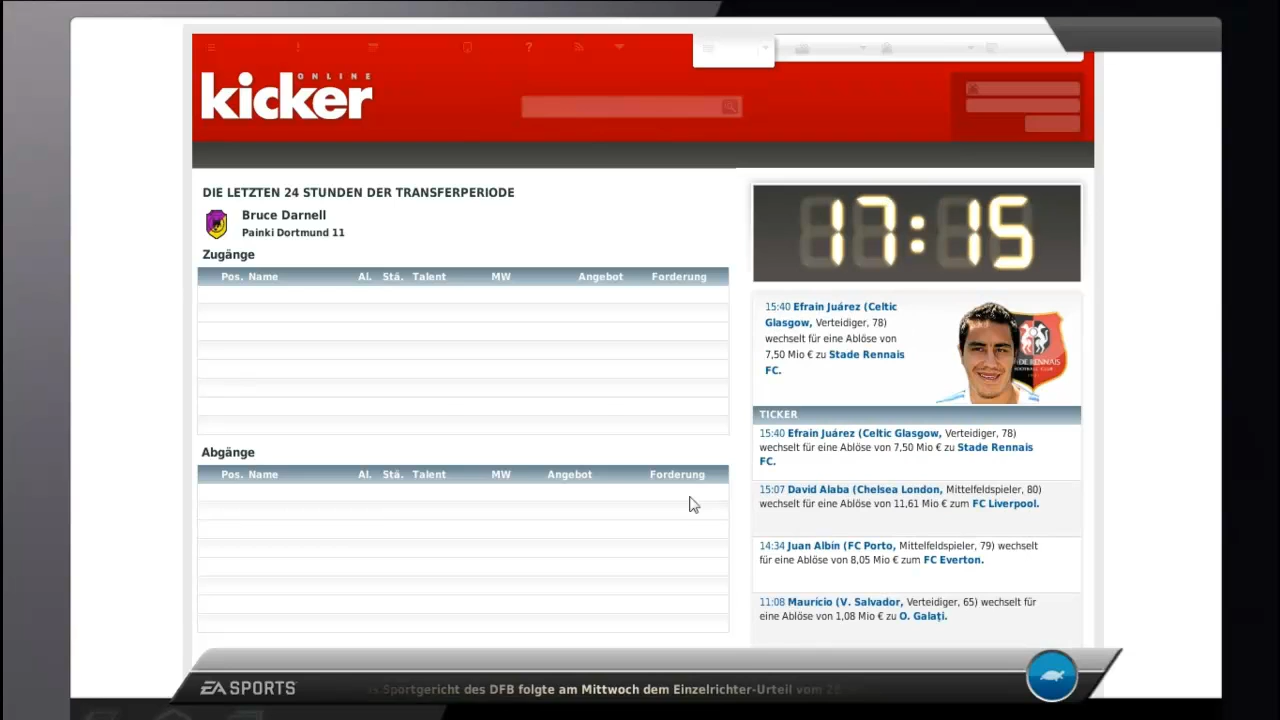 ONLINE
kicker
?
DIE LETZTEN 24 STUNDEN DER TRANSFERPERIODE
Bruce Darnell
Painki Dortmund 11
Zugänge
Pos. Name Al. Stä. Talent MW Angebot Forderung
Abgänge
Pos. Name Al. Stä. Talent MW Angebot Forderung
17:15
15:40 Efrain Juárez (Celtic
Glasgow, Verteidiger, 78)
wechselt für eine Ablöse von
7,50 Mio € zu Stade Rennais
FC.
DE RENNAIS
FOOTBALL CLUB
TICKER
15:40 Efrain Juárez (Celtic Glasgow, Verteidiger, 78)
wechselt für eine Ablöse von 7,50 Mio € zu Stade Rennais
FC.
15:07 David Alaba (Chelsea London, Mittelfeldspieler, 80)
wechselt für eine Ablöse von 11,61 Mio € zum FC Liverpool.
14:34 Juan Albin (FC Porto, Mittelfeldspieler, 79) wechselt
für eine Ablöse von 8,05 Mio € zum FC Everton.
11:08 Maurício (V. Salvador, Verteidiger, 65) wechselt für
eine Ablöse von 1,08 Mio € zu O. Galaţi.
EA SPORTS
s Sportgericht des DFB folgte am Mittwoch dem Einzelrichter-Urteil vom